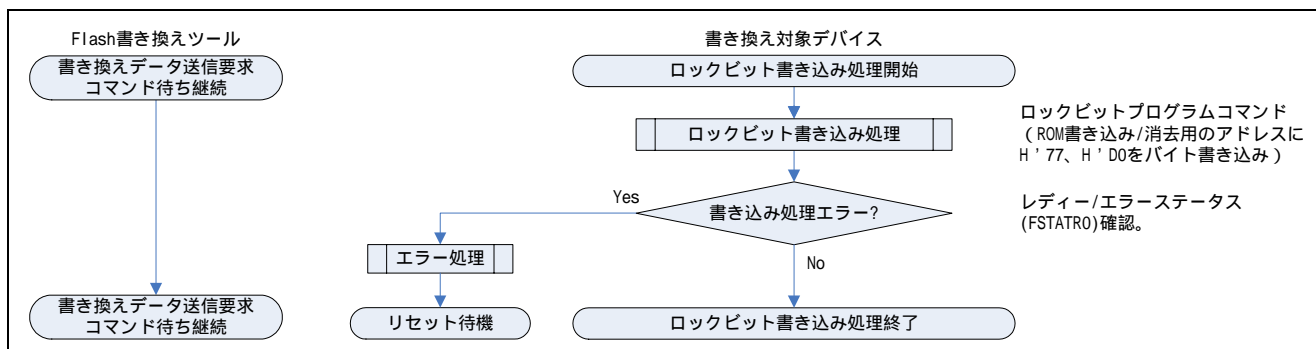 Flash書き換えツール
書き換えデータ送信要求
コマンド待ち継続
書き換えデータ送信要求
コマンド待ち継続
書き換え対象デバイス
ロックビット書き込み処理開始
ロックビット書き込み処理
書き込み処理エラー?
Yes
エラー処理
リセット待機
No
ロックビット書き込み処理終了
ロックビットプログラムコマンド
(ROM書き込み/消去用のアドレスに
H'77、H'D0をバイト書き込み)
レディー/エラーステータス
(FSTATR0)確認。